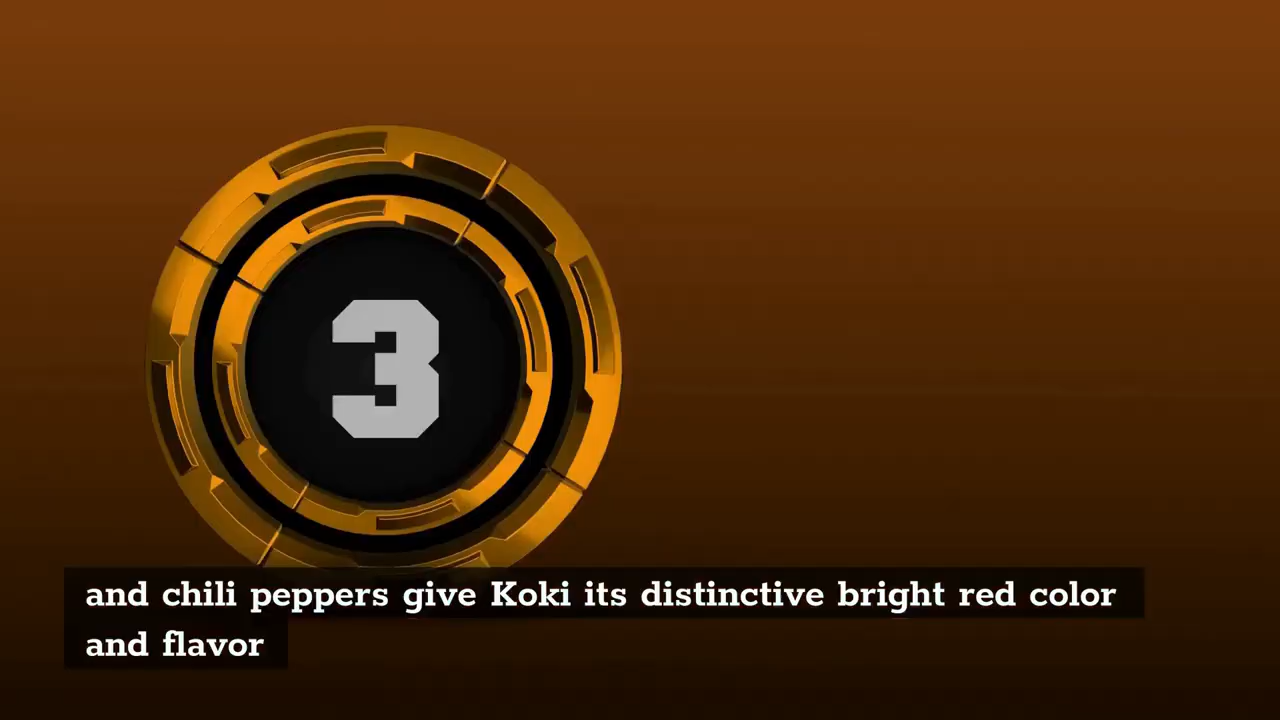 3
and chili peppers give Koki its distinctive bright red color
and flavor